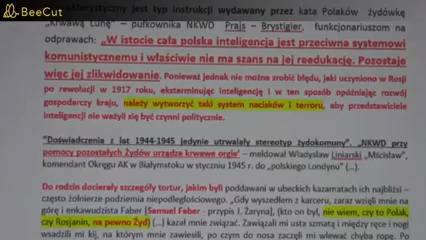 BeeCut
charakterystyczny jest typ instrukcji wydawany przez kata Polaków żydówkę
„Krwawą Lunę" – pułkownika NKWD Prajs – Brystigier, funkcjonariuszom na
odprawach: „W istocie cała polska inteligencja jest przeciwna systemowi
komunistycznemu i właściwie nie ma szans na jej reedukację. Pozostaje
więc jej zlikwidowanie. Ponieważ jednak nie można zrobić błędu, jaki uczyniono w Rosji
po rewolucji w 1917 roku, eksterminując inteligencję i w ten sposób opóźniając rozwój
gospodarczy kraju, należy wytworzyć taki system nacisków i terroru, aby przedstawiciele
inteligencji nie ważyli się być czynni politycznie.
"Doświadczenia z lat 1944-1945 jedynie utrwalały stereotyp żydokomuny". „NKWD przy
pomocy pozostałych Żydów urządza krwawe orgie" – meldował Władysław Liniarski „Mścisław",
komendant Okręgu AK w Białymstoku w styczniu 1945 r. do „polskiego Londynu" (…).
Do rodzin docierały szczegóły tortur, jakim byli poddawani w ubeckich kazamatach ich najbliżsi –
często żołnierze podziemia niepodległościowego. „Gdy wyszedłem z karceru, zaraz wzięli mnie na
górę i enkawudzista Faber [Samuel Faber - przypis J. Żaryna], (kto on był, nie wiem, czy to Polak,
czy Rosjanin, na pewno Żyd) (...) kazał mnie związać. Zawiązali mi usta szmatą i między ręce i nogi
wsadzili mi kij, na którym mnie zawiesili, po czym do nosa zaczęli mi wlewać chyba ropę.